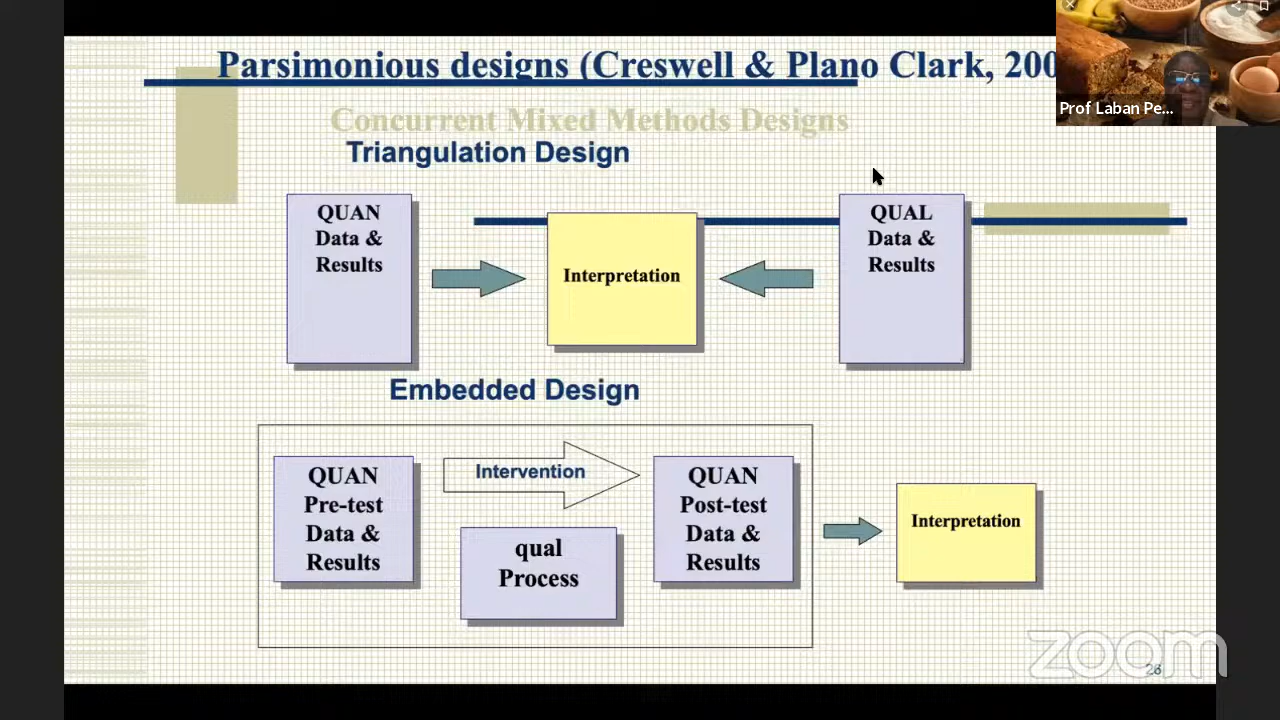 Parsimonious designs (Creswell & Plano Clark, 200
Prof Laban Pe...
Concurrent Mixed Methods Designs
Triangulation Design
QUAN
Data &
Results
Interpretation
QUAL
Data &
Results
Embedded Design
QUAN
Pre-test
Data &
Results
Intervention
qual
Process
QUAN
Post-test
Data &
Results
Interpretation
zoom
26